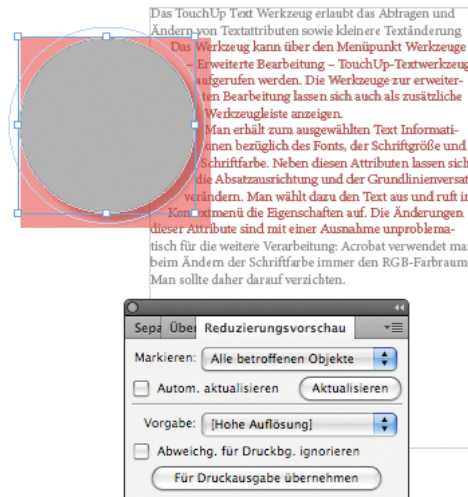 Das TouchUp Text Werkzeug erlaubt das Abfragen und
Ändern von Textattributen sowie kleinere Textänderung
Das Werkzeug kann über den Menüpunkt Werkzeuge
– Erweiterte Bearbeitung – TouchUp-Textwerkzeug
aufgerufen werden. Die Werkzeuge zur erweiter-
ten Bearbeitung lassen sich auch als zusätzliche
Werkzeugleiste anzeigen.
Man erhält zum ausgewählten Text Informati-
onen bezüglich des Fonts, der Schriftgröße und
Schriftfarbe. Neben diesen Attributen lassen sich
die Absatzausrichtung und der Grundlinienversat
verändern. Man wählt dazu den Text aus und ruft im
Kontextmenü die Eigenschaften auf. Die Änderungen
dieser Attribute sind mit einer Ausnahme unproblema-
tisch für die weitere Verarbeitung: Acrobat verwendet ma
beim Ändern der Schriftfarbe immer den RGB-Farbraum
Man sollte daher darauf verzichten.
Sepa Über Reduzierungsvorschau
Markieren: Alle betroffenen Objekte
Autom. aktualisieren Aktualisieren
Vorgabe: [Hohe Auflösung]
Abweichg. für Druckbg. ignorieren
Für Druckausgabe übernehmen